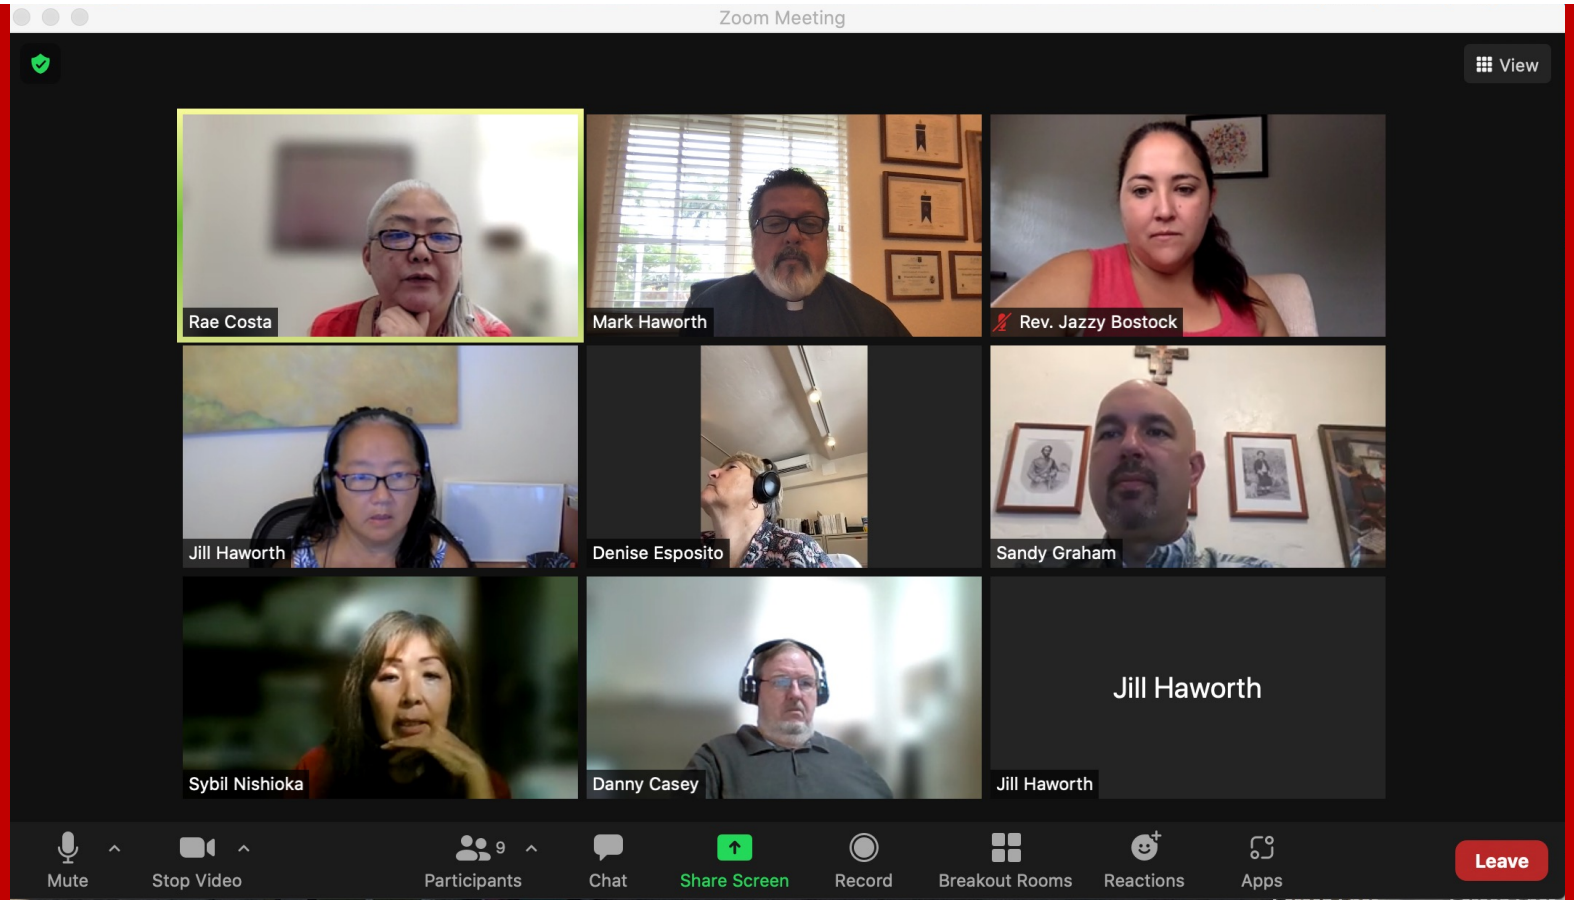 Zoom Meeting
View
Rae Costa
Mark Haworth
Rev. Jazzy Bostock
Jill Haworth
Denise Esposito
Sandy Graham
Sybil Nishioka
Danny Casey
Jill Haworth
Jill Haworth
9
Mute
Stop Video
Participants
Chat
Share Screen
Record
Breakout Rooms
Reactions
Apps
Leave